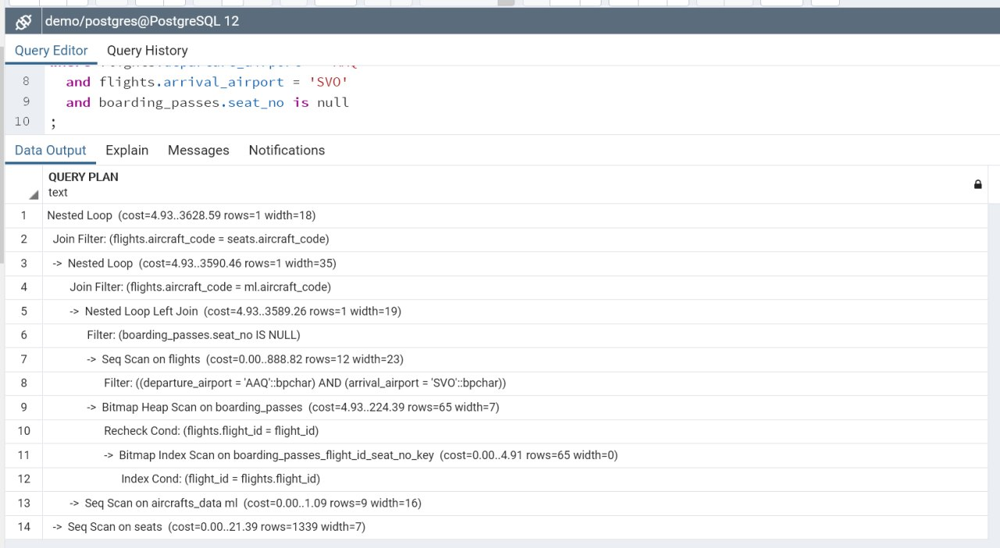 demo/postgres@PostgreSQL 12
Query Editor Query History
8 and flights.arrival_airport = 'SVO'
9 and boarding_passes.seat_no is null
10 ;
Data Output Explain Messages Notifications
QUERY PLAN
text
1 Nested Loop (cost=4.93..3628.59 rows=1 width=18)
2 Join Filter: (flights.aircraft_code = seats.aircraft_code)
3 -> Nested Loop (cost=4.93..3590.46 rows=1 width=35)
4 Join Filter: (flights.aircraft_code = ml.aircraft_code)
5 -> Nested Loop Left Join (cost=4.93..3589.26 rows=1 width=19)
6 Filter: (boarding_passes.seat_no IS NULL)
7 -> Seq Scan on flights (cost=0.00..888.82 rows=12 width=23)
8 Filter: ((departure_airport = 'AAQ'::bpchar) AND (arrival_airport = 'SVO'::bpchar))
9 -> Bitmap Heap Scan on boarding_passes (cost=4.93..224.39 rows=65 width=7)
10 Recheck Cond: (flights.flight_id = flight_id)
11 -> Bitmap Index Scan on boarding_passes_flight_id_seat_no_key (cost=0.00..4.91 rows=65 width=0)
12 Index Cond: (flight_id = flights.flight_id)
13 -> Seq Scan on aircrafts_data ml (cost=0.00..1.09 rows=9 width=16)
14 -> Seq Scan on seats (cost=0.00..21.39 rows=1339 width=7)